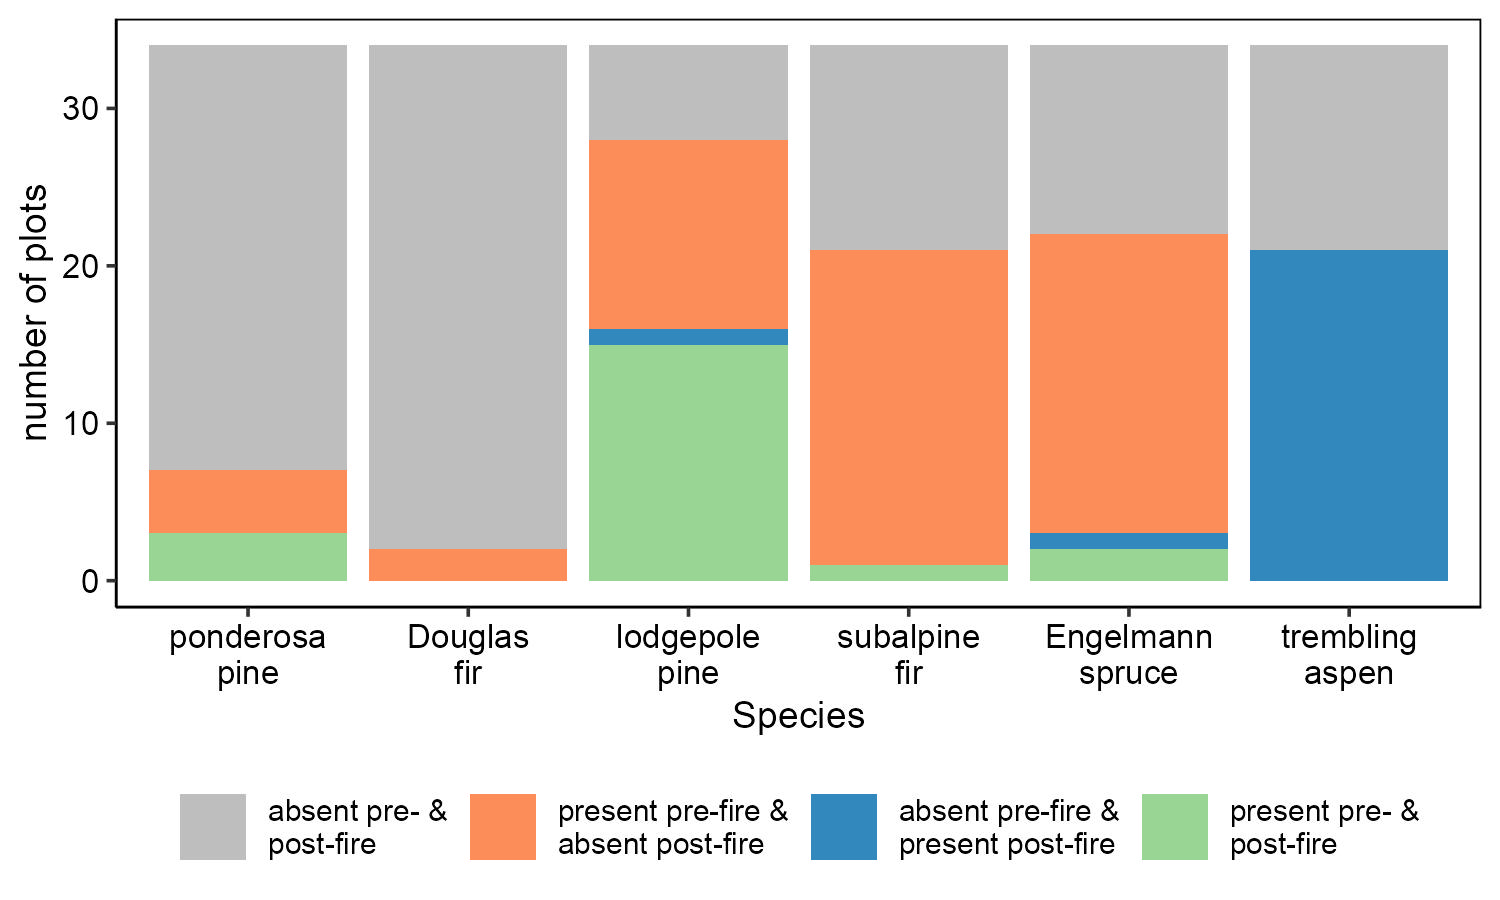 30
20
10
0
number of plots
ponderosa
pine
Douglas
fir
lodgepole
pine
subalpine
fir
Engelmann
spruce
trembling
aspen
Species
absent pre- &
post-fire
present pre-fire &
absent post-fire
absent pre-fire &
present post-fire
present pre- &
post-fire